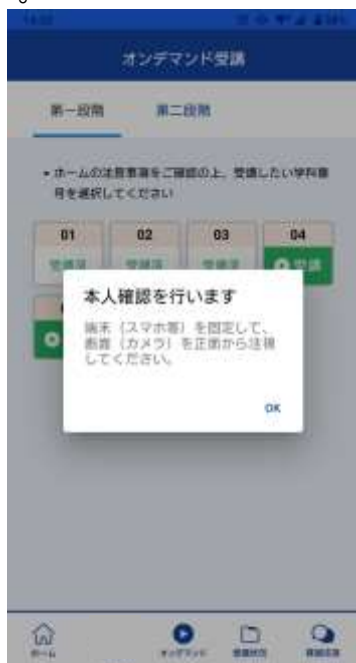 オンデマンド受講
第一段階
第二段階
• ホームの注意事項をご確認の上、受講したい学科番
号を選択してください
01
02
03
04
受講済
受講済
受講済
受講
本人確認を行います
端末（スマホ等）を固定して、
画面（カメラ）を正面から注視
してください。
OK
ホーム
オンデマンド
受講状況